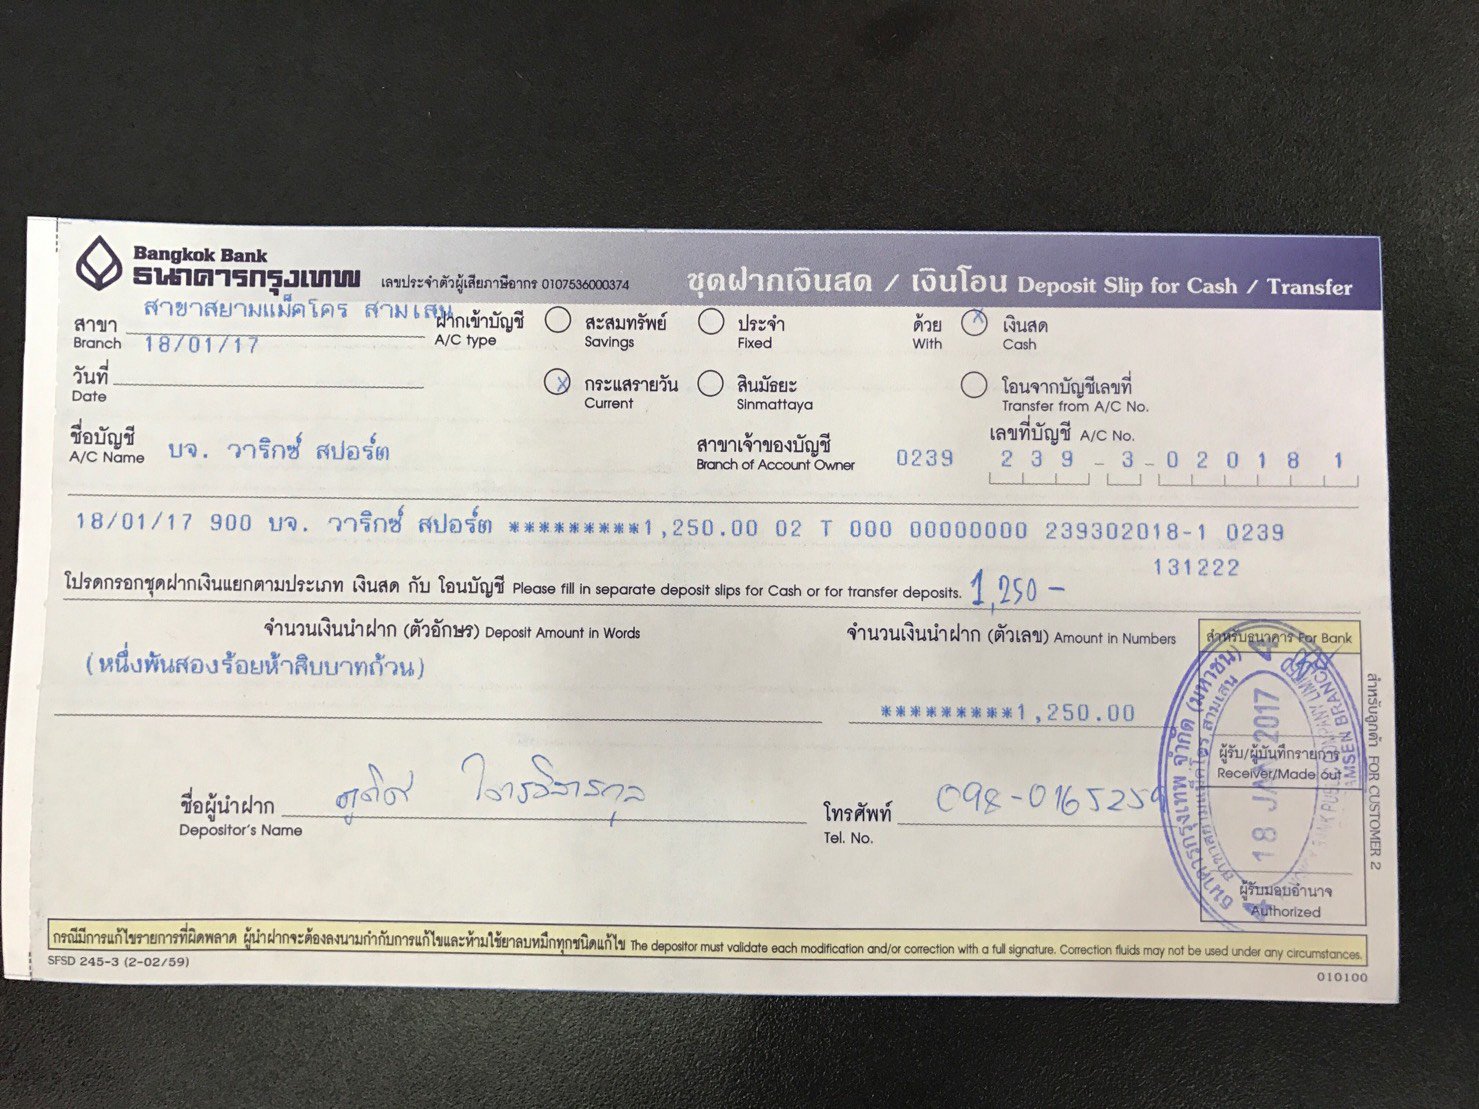 Bangkok Bank
ธนาคารกรุงเทพ เลขประจำตัวผู้เสียภาษีอากร 0107536000374 ชุดฝากเงินสด / เงินโอน Deposit Slip for Cash / Transfer
สาขา สาขาสยามแม็คโคร สามเสน ฝากเข้าบัญชี สะสมทรัพย์ ประจำ ด้วย X เงินสด
Branch 18/01/17 A/C type Savings Fixed With Cash
วันที่ X กระแสรายวัน สินมัธยะ โอนจากบัญชีเลขที่
Date Current Sinmattaya Transfer from A/C No.
ชื่อบัญชี บจ. วาริกซ์ สปอร์ต สาขาเจ้าของบัญชี เลขที่บัญชี A/C No.
A/C Name Branch of Account Owner 0239 239-3-020181
18/01/17 900 บจ. วาริกซ์ สปอร์ต *********1,250.00 02 T 000 00000000 239302018-1 0239
131222
โปรดกรอกชุดฝากเงินแยกตามประเภท เงินสด กับ โอนบัญชี Please fill in separate deposit slips for Cash or for transfer deposits. 1,250 –
จำนวนเงินนำฝาก (ตัวอักษร) Deposit Amount in Words จำนวนเงินนำฝาก (ตัวเลข) Amount in Numbers สำหรับธนาคาร For Bank
(หนึ่งพันสองร้อยห้าสิบบาทถ้วน)
*********1,250.00
ผู้รับ/ผู้บันทึกรายการ
Receiver/Made out
ชื่อผู้นำฝาก โทรศัพท์ 098-0165259
Depositor's Name Tel. No.
ผู้รับมอบอำนาจ
Authorized
ธนาคารกรุงเทพ จำกัด (มหาชน)
สาขาสยามแม็คโคร สามเสน
4 18 JAN 2017 4
สำหรับลูกค้า FOR CUSTOMER 2
กรณีมีการแก้ไขรายการที่ผิดพลาด ผู้นำฝากจะต้องลงนามกำกับการแก้ไขและห้ามใช้ยาลบหมึกทุกชนิดแก้ไข The depositor must validate each modification and/or correction with a full signature. Correction fluids may not be used under any circumstances.
SFSD 245-3 (2-02/59) 010100